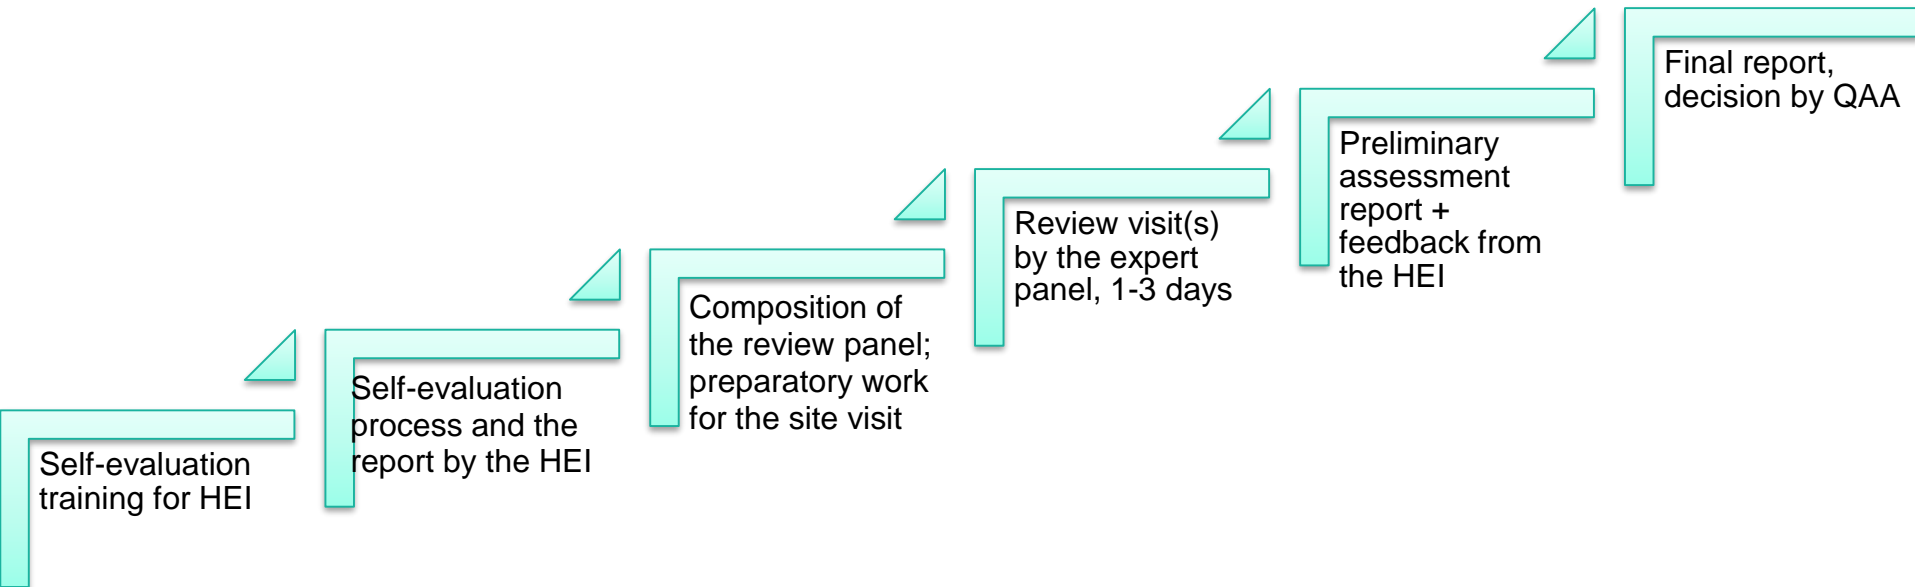 Self-evaluation
training for HEI
Self-evaluation
process and the
report by the HEI
Composition of
the review panel;
preparatory work
for the site visit
Review visit(s)
by the expert
panel, 1-3 days
Preliminary
assessment
report +
feedback from
the HEI
Final report,
decision by QAA